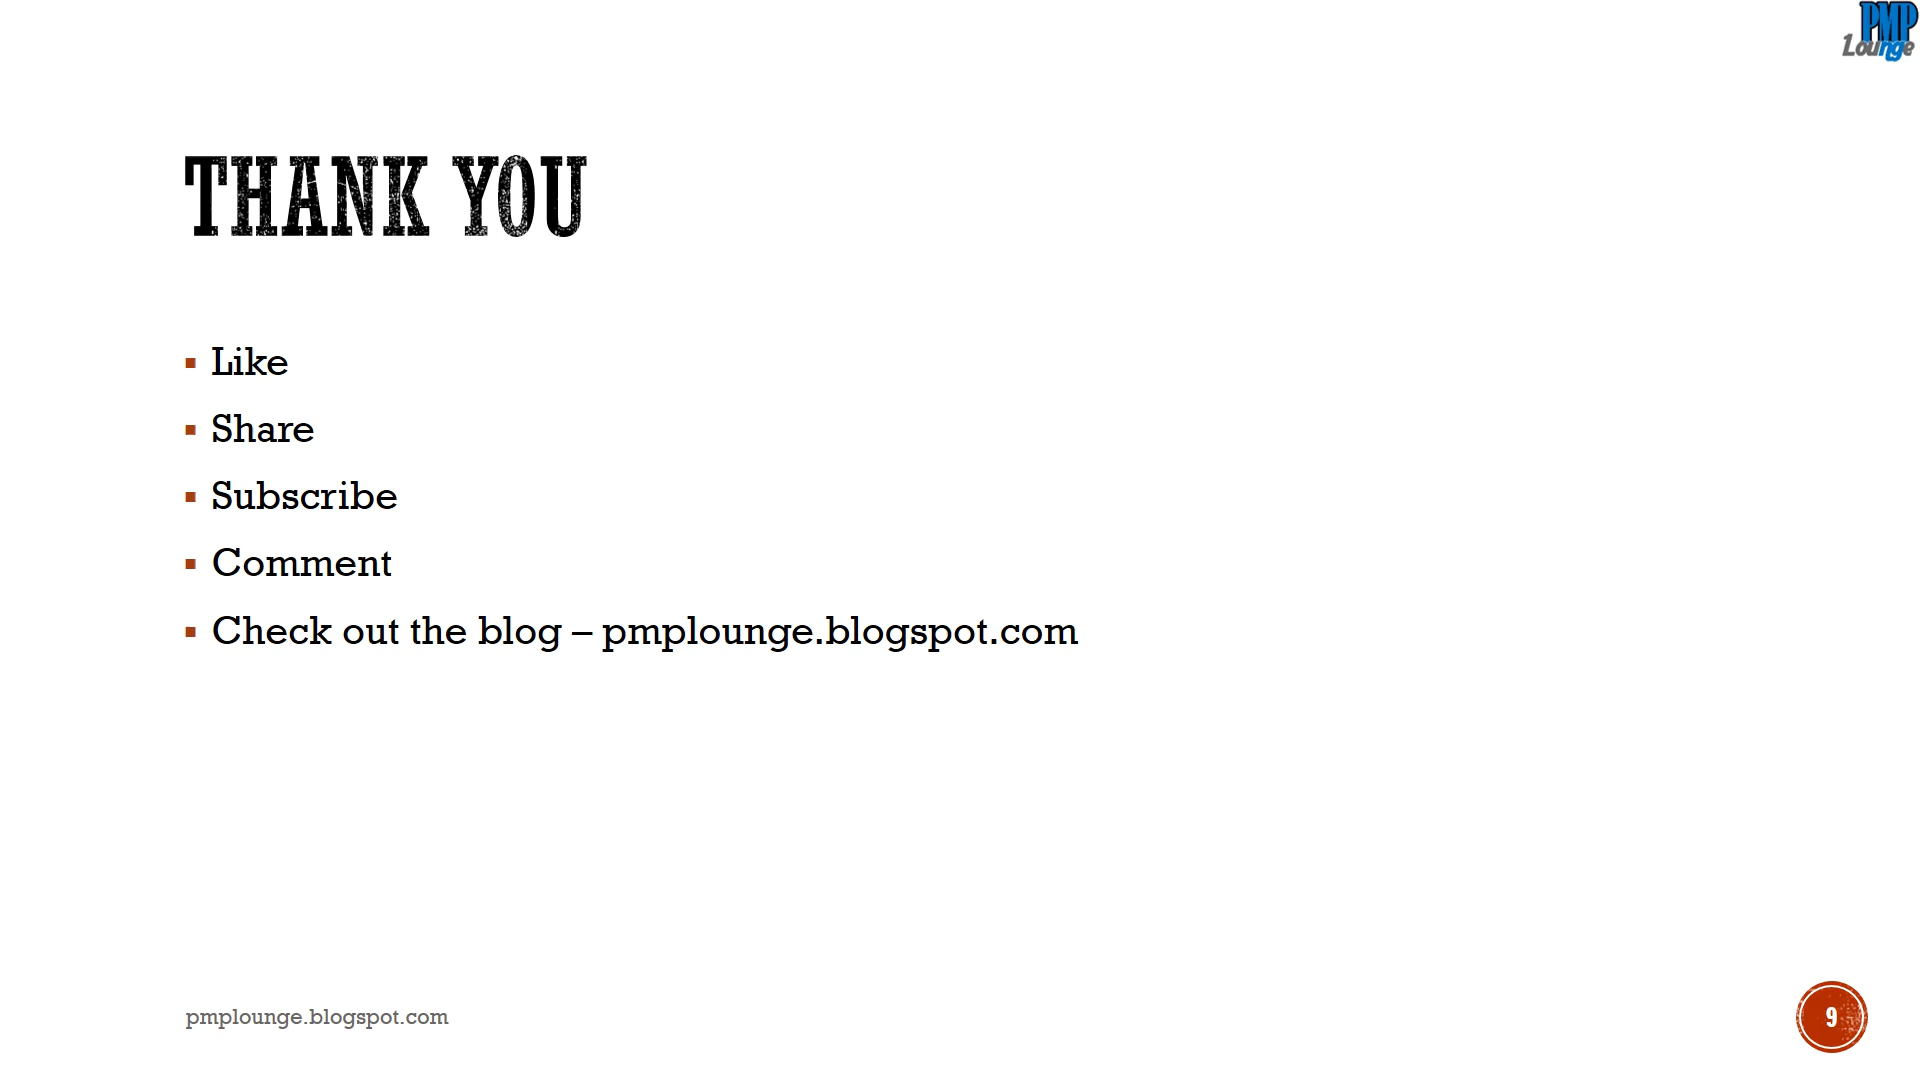 PMP
Lounge
THANK YOU
▪ Like
▪ Share
▪ Subscribe
▪ Comment
▪ Check out the blog – pmplounge.blogspot.com
pmplounge.blogspot.com
9